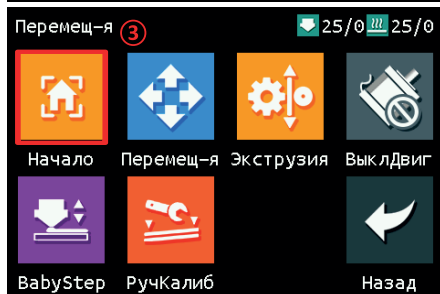 Перемещ-я ③ 25/0 25/0
Начало Перемещ-я Экструзия ВыклДвиг
BabyStep РучКалиб Назад